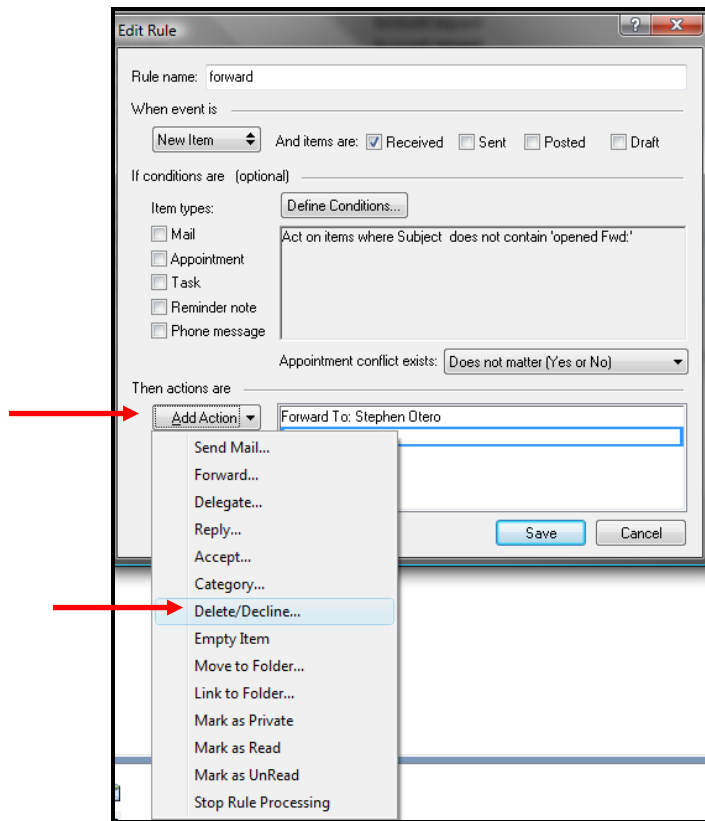 Edit Rule
Rule name: forward
When event is
New Item And items are: Received Sent Posted Draft
If conditions are (optional)
Item types: Define Conditions...
Mail Act on items where Subject does not contain 'opened Fwd:'
Appointment
Task
Reminder note
Phone message
Appointment conflict exists: Does not matter (Yes or No)
Then actions are
Add Action Forward To: Stephen Otero
Send Mail...
Forward...
Delegate...
Reply...
Save Cancel
Accept...
Category...
Delete/Decline...
Empty Item
Move to Folder...
Link to Folder...
Mark as Private
Mark as Read
Mark as UnRead
Stop Rule Processing